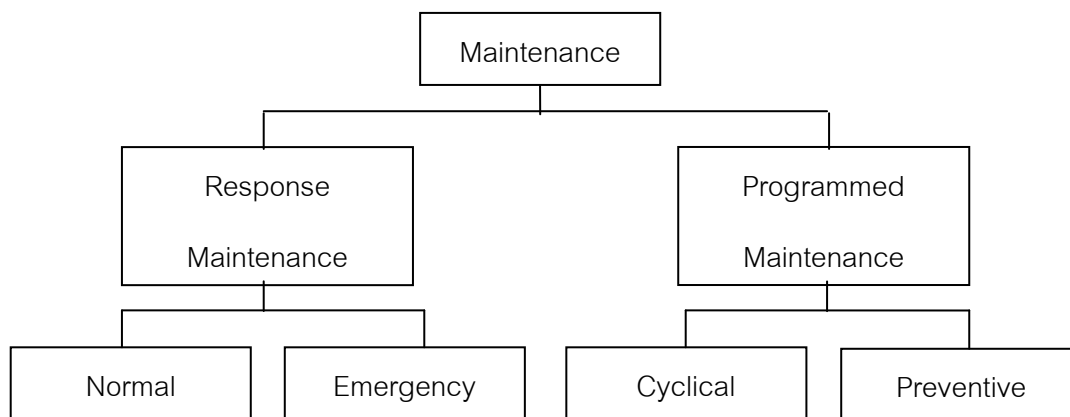 Maintenance
Response
Maintenance
Programmed
Maintenance
Normal
Emergency
Cyclical
Preventive